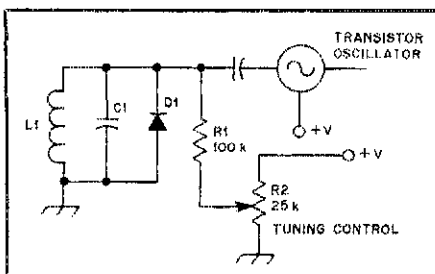 TRANSISTOR
OSCILLATOR
L1
C1
D1
R1
100 k
+V
+V
R2
25 k
TUNING CONTROL